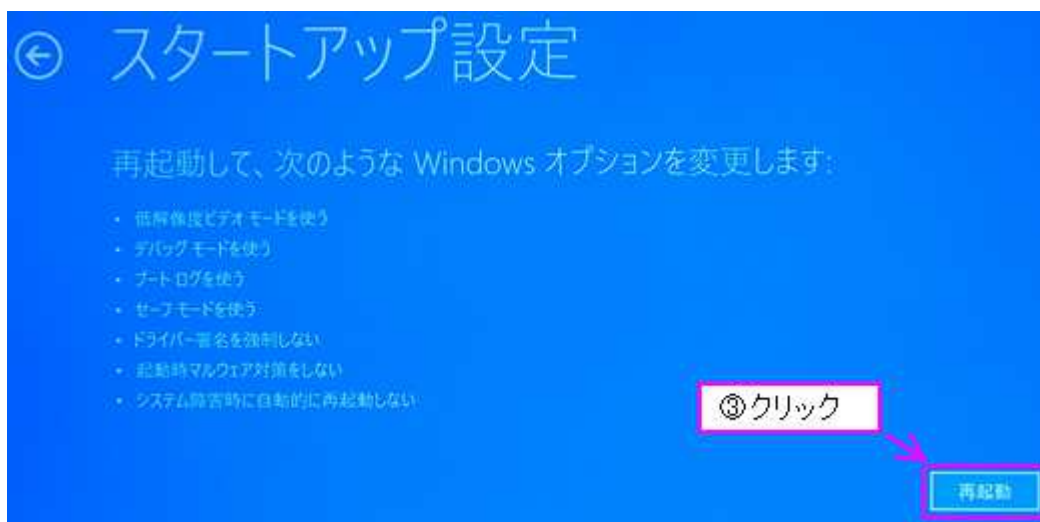 スタートアップ設定
再起動して、次のような Windows オプションを変更します:
• 低解像度ビデオ モードを使う
• デバッグ モードを使う
• ブート ログを使う
• セーフ モードを使う
• ドライバー署名を強制しない
• 起動時マルウェア対策をしない
• システム障害時に自動的に再起動しない
③クリック
再起動